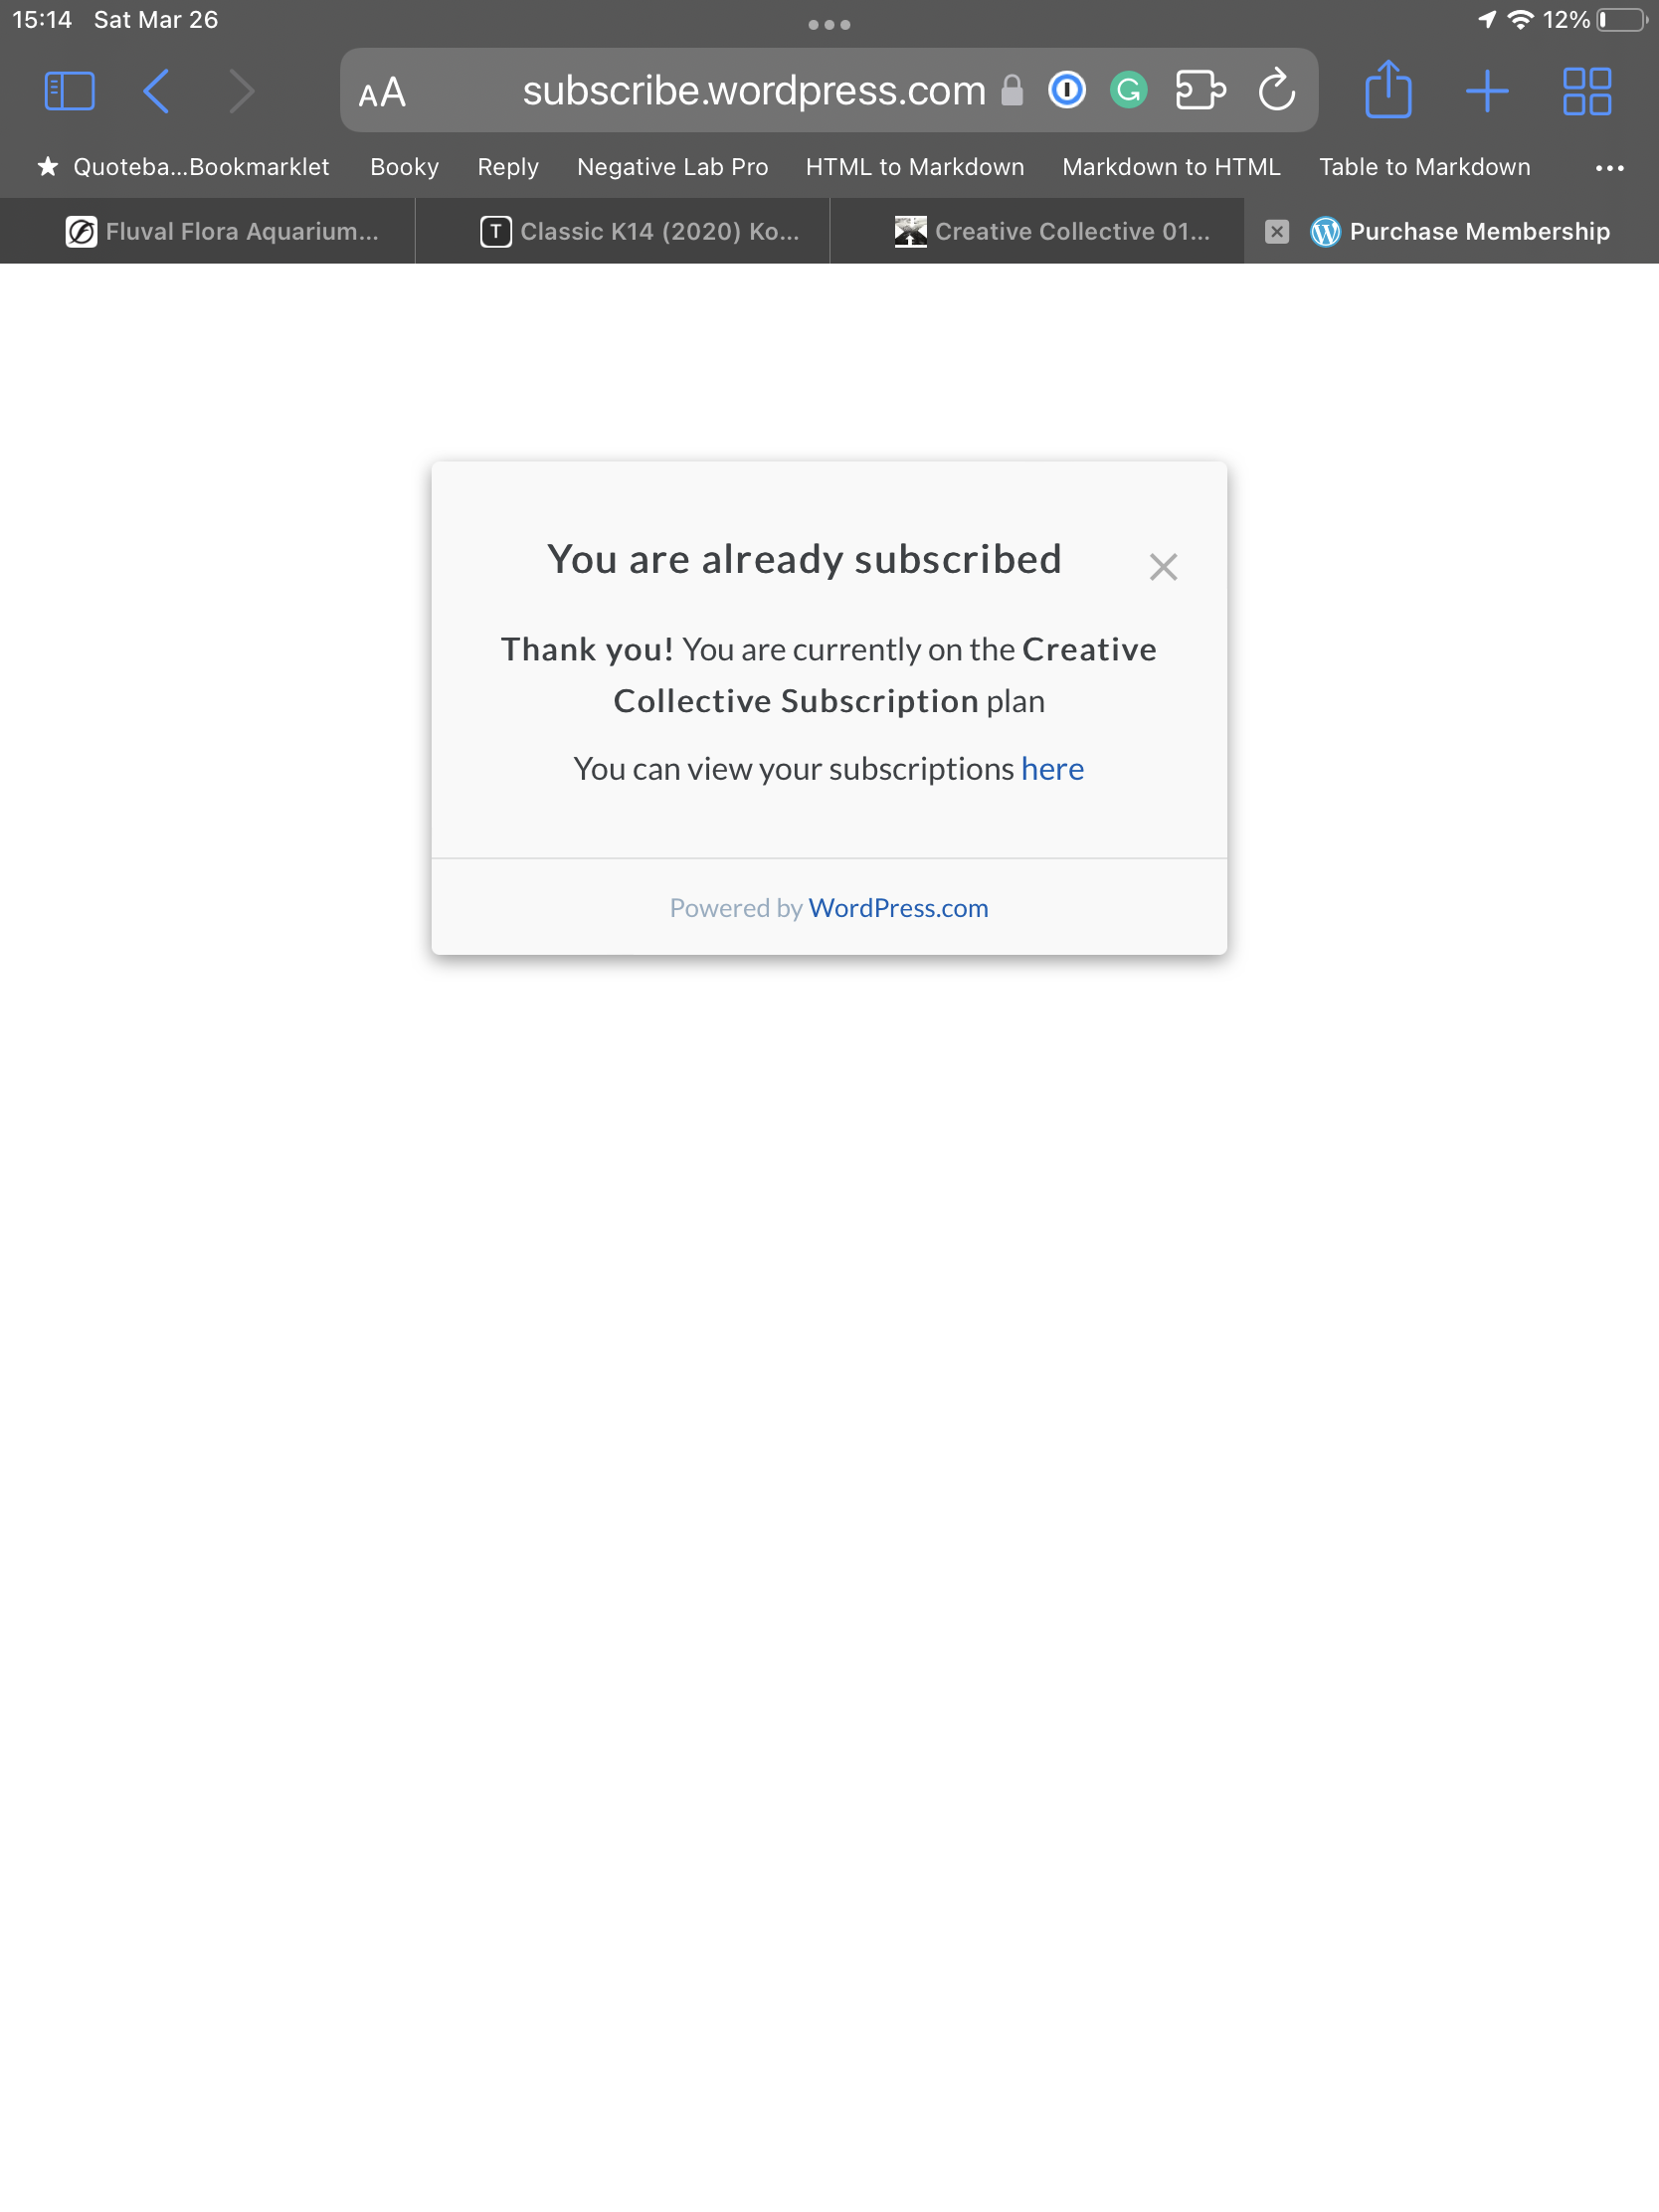 15:14 Sat Mar 26
12%
AA subscribe.wordpress.com
Quoteba...Bookmarklet Booky Reply Negative Lab Pro HTML to Markdown Markdown to HTML Table to Markdown
Fluval Flora Aquarium... T Classic K14 (2020) Ko... Creative Collective 01... Purchase Membership
You are already subscribed
Thank you! You are currently on the Creative
Collective Subscription plan
You can view your subscriptions here
Powered by WordPress.com